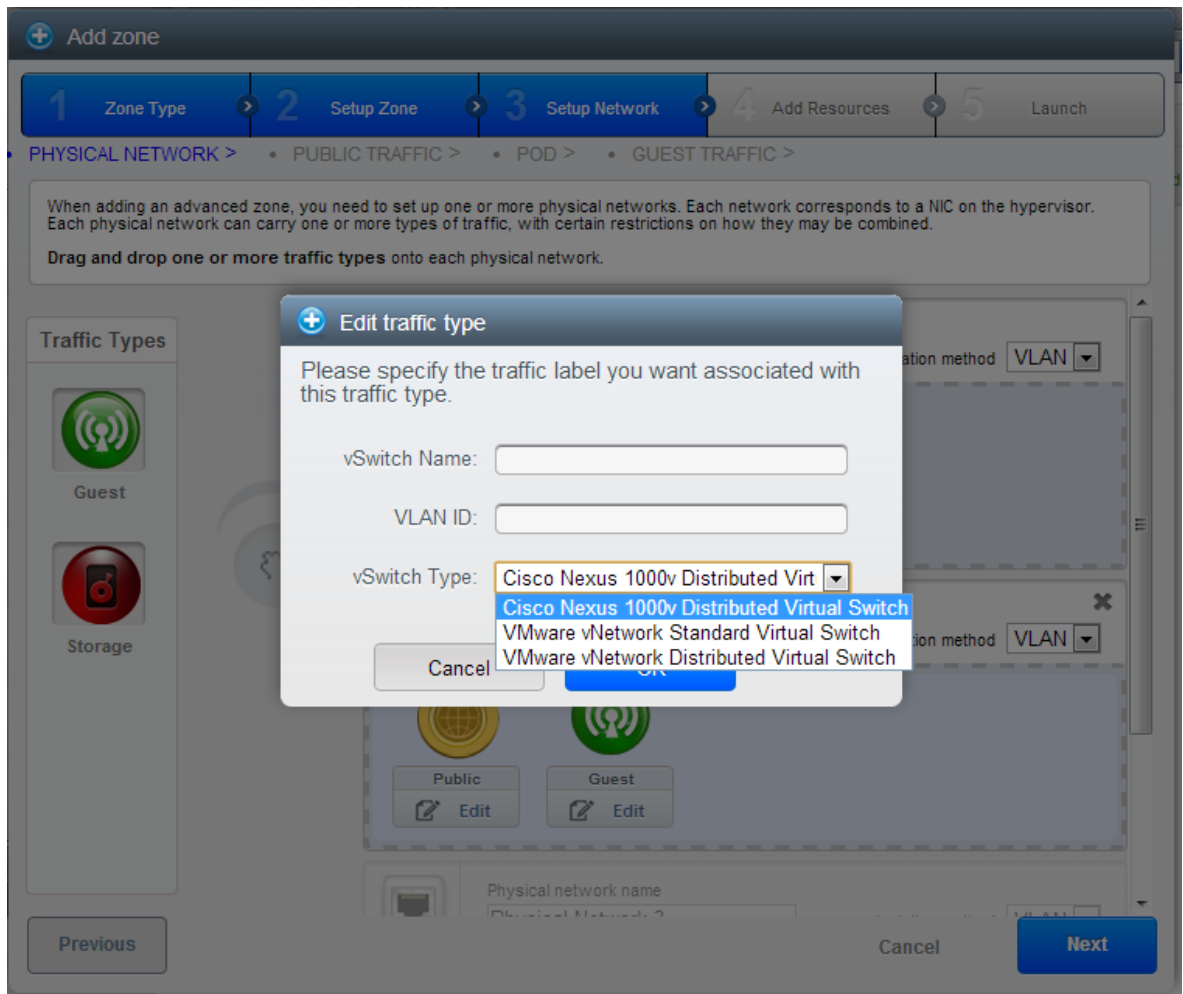 Add zone
1 Zone Type 2 Setup Zone 3 Setup Network 4 Add Resources 5 Launch
• PHYSICAL NETWORK > • PUBLIC TRAFFIC > • POD > • GUEST TRAFFIC >
When adding an advanced zone, you need to set up one or more physical networks. Each network corresponds to a NIC on the hypervisor.
Each physical network can carry one or more types of traffic, with certain restrictions on how they may be combined.
Drag and drop one or more traffic types onto each physical network.
Traffic Types
Guest
Storage
VLAN
Edit traffic type
Please specify the traffic label you want associated with
this traffic type.
vSwitch Name:
VLAN ID:
vSwitch Type: Cisco Nexus 1000v Distributed Virt
Cisco Nexus 1000v Distributed Virtual Switch
VMware vNetwork Standard Virtual Switch
VMware vNetwork Distributed Virtual Switch
Cancel
method VLAN
Public
Edit
Guest
Edit
Physical network name
Previous
Cancel
Next